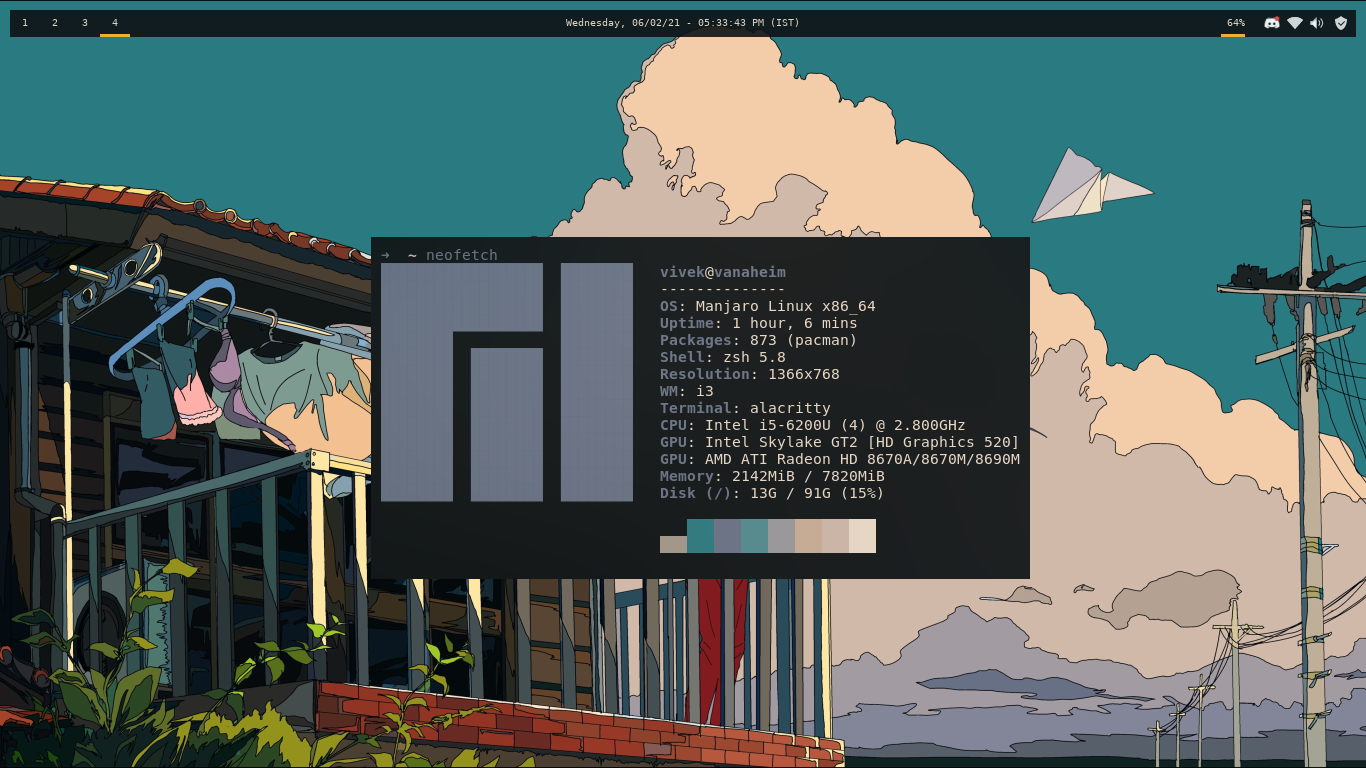 1 2 3 4 Wednesday, 06/02/21 - 05:33:43 PM (IST) 64%
→ ~ neofetch
vivek@vanaheim
--------------
OS: Manjaro Linux x86_64
Uptime: 1 hour, 6 mins
Packages: 873 (pacman)
Shell: zsh 5.8
Resolution: 1366x768
WM: i3
Terminal: alacritty
CPU: Intel i5-6200U (4) @ 2.800GHz
GPU: Intel Skylake GT2 [HD Graphics 520]
GPU: AMD ATI Radeon HD 8670A/8670M/8690M
Memory: 2142MiB / 7820MiB
Disk (/): 13G / 91G (15%)